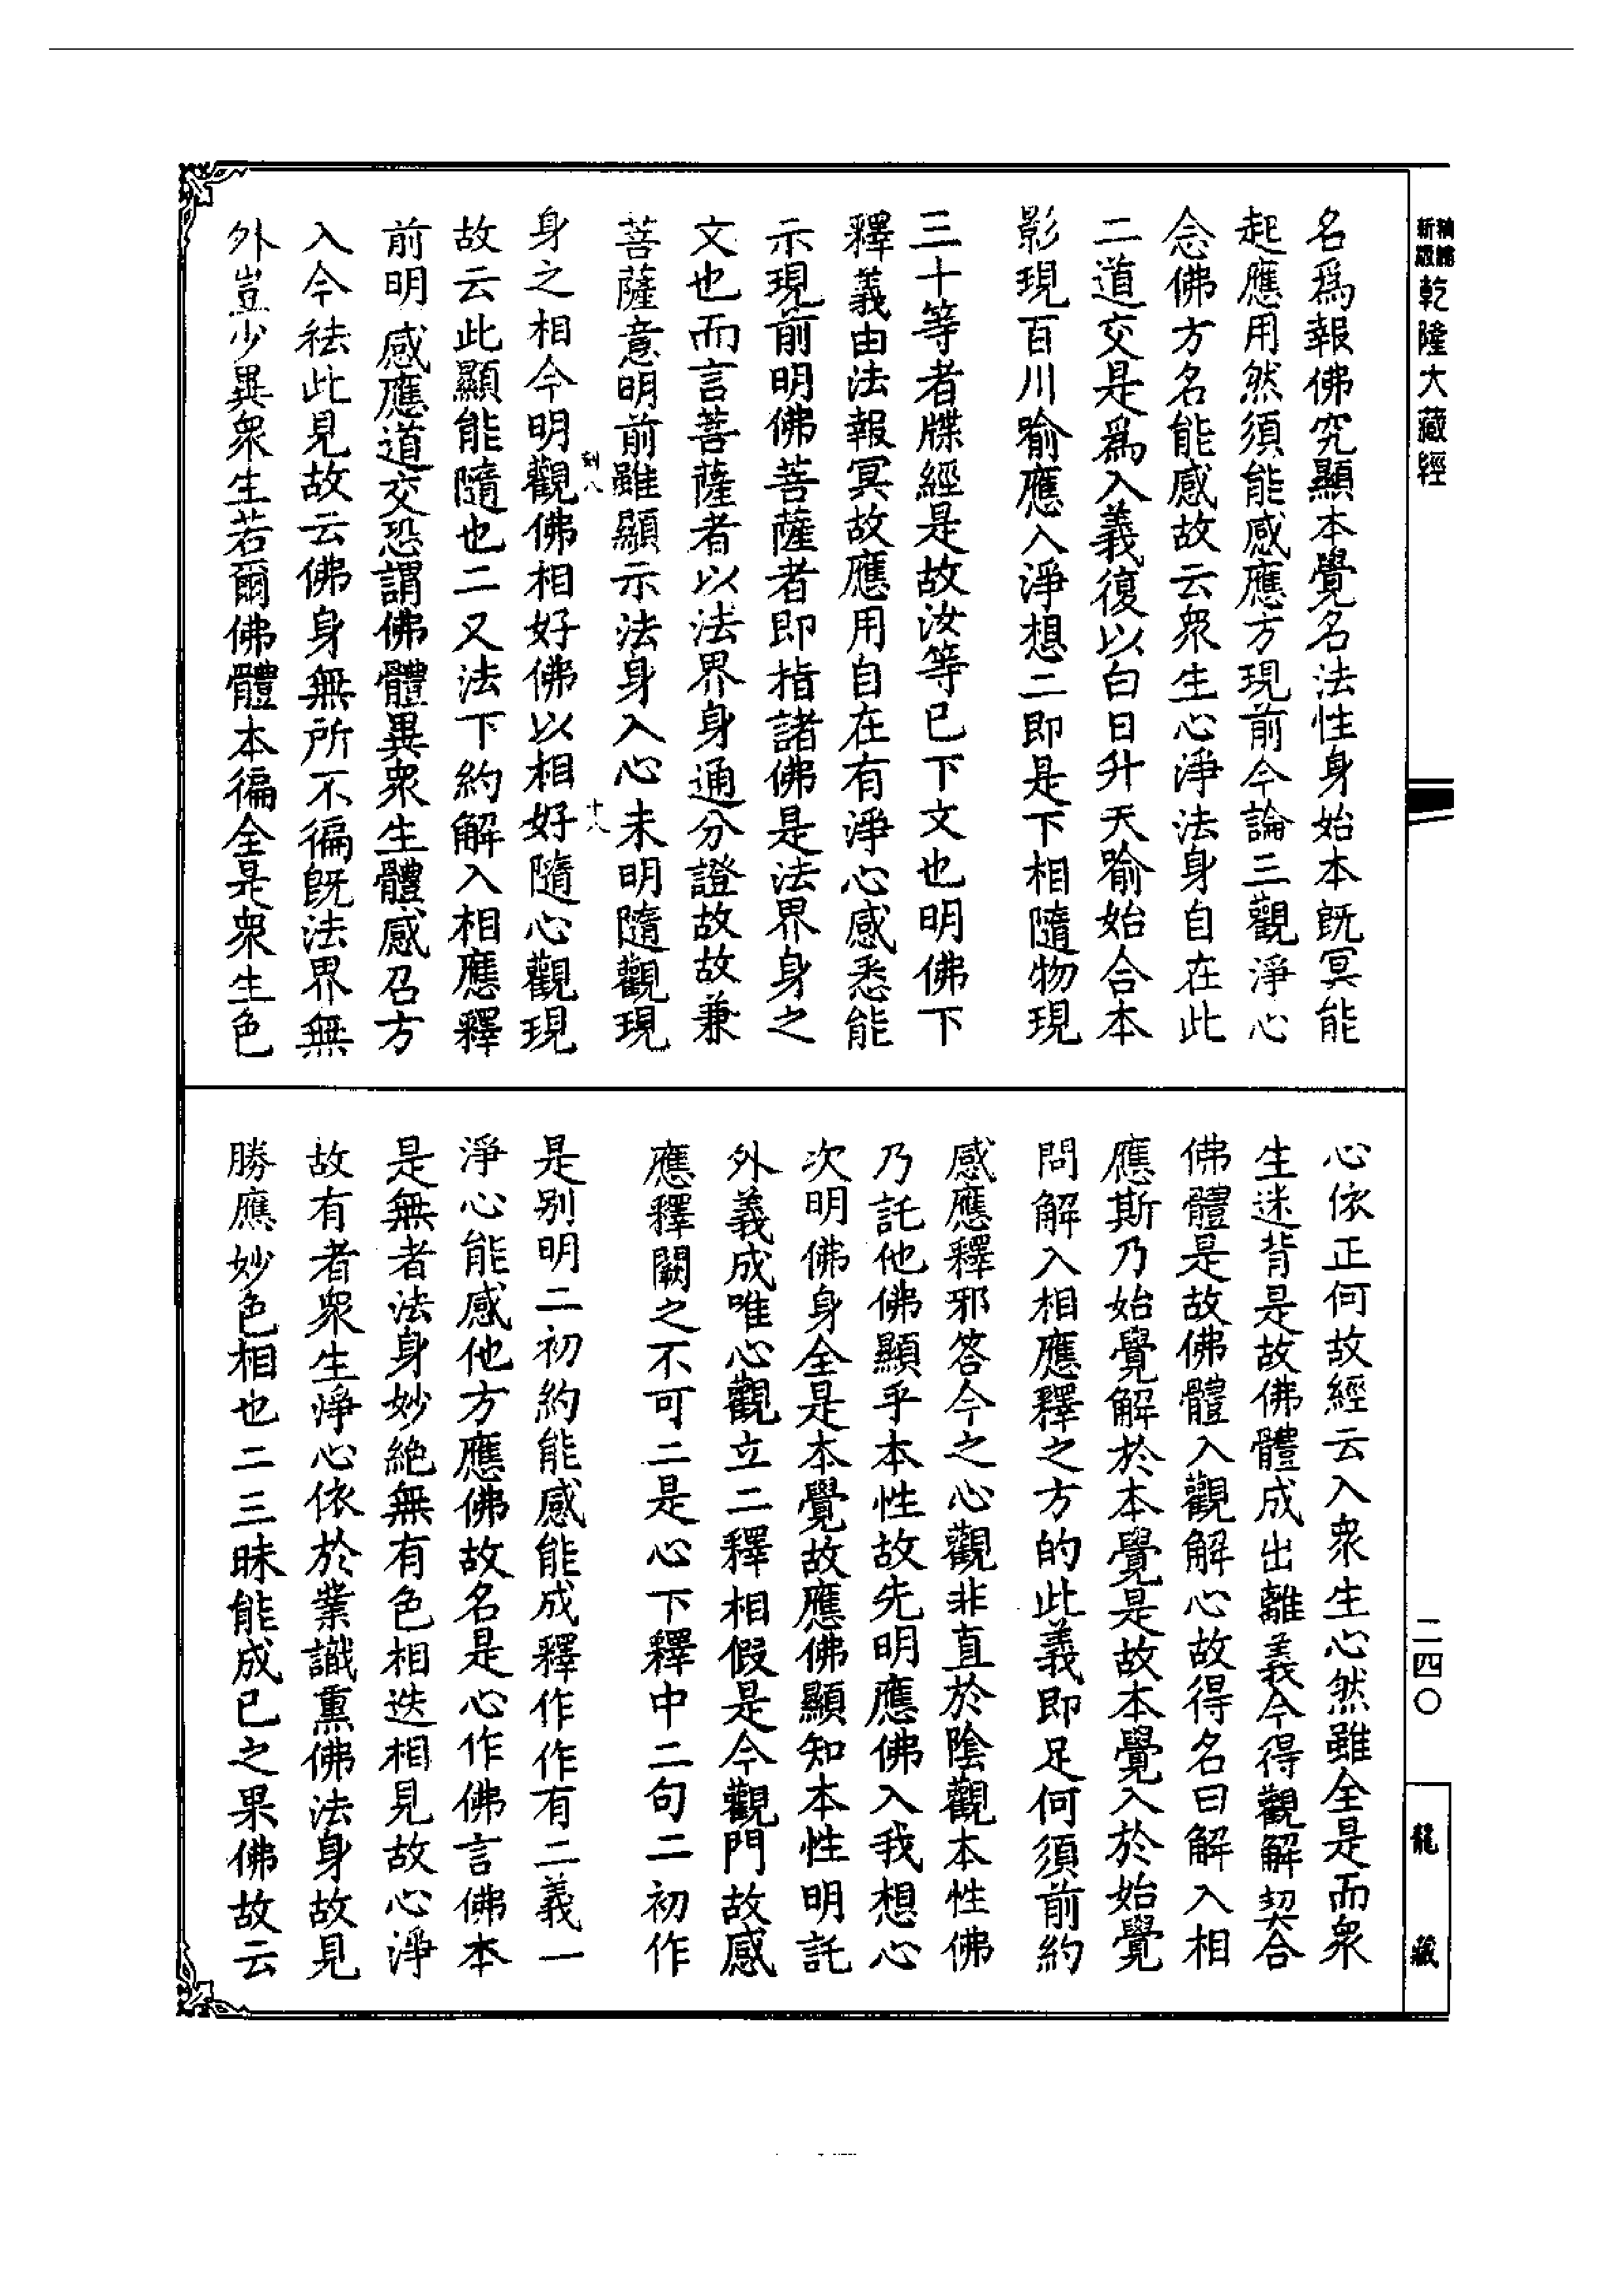 精裝新版乾隆大藏經
名爲報佛究顯本覺名法性身始本既冥能
起應用然須能感應方現前今論三觀淨心
念佛方名能感故云衆生心淨法身自在此
二道交是爲入義復以白日升天喻始合本
影現百川喻應入淨想二即是下相隨物現
三十等者牒經是故汝等已下文也明佛下
釋義由法報冥故應用自在有淨心感悉能
示現前明佛菩薩者即指諸佛是法界身之
文也而言菩薩者以法界身通分證故故兼
菩薩意明前雖顯示法身入心未明隨觀現
十八
身之相今明觀佛相好佛以相好隨心觀現
故云此顯能隨也二又法下約解入相應釋
前明感應道交恐謂佛體異衆生體感召方
入今袪此見故云佛身無所不徧既法界無
外豈少異衆生若爾佛體本徧全是衆生色
心依正何故經云入衆生心然雖全是而衆
生迷背是故佛體成出離義今得觀解契合
佛體是故佛體入觀解心故得名曰解入相
應斯乃始覺解於本覺是故本覺入於始覺
問解入相應釋之方的此義即足何須前約
感應釋邪答今之心觀非直於陰觀本性佛
乃託他佛顯乎本性故先明應佛入我想心
次明佛身全是本覺故應佛顯知本性明託
外義成唯心觀立二釋相假是今觀門故感
應釋闕之不可二是心下釋中二句二初作
是别明二初約能感能成釋作作有二義一
淨心能感他方應佛故名是心作佛言佛本
是無者法身妙絶無有色相迭相見故心淨
故有者衆生淨心依於業識熏佛法身故見
勝應妙色相也二三昧能成已之果佛故云
二四〇
龍藏